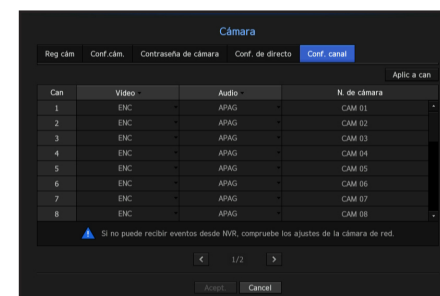 Cámara
Reg cám Conf.cám. Contraseña de cámara Conf. de directo Conf. canal
Aplic a can
Can Vídeo Audio N. de cámara
1 ENC APAG CAM 01
2 ENC APAG CAM 02
3 ENC APAG CAM 03
4 ENC APAG CAM 04
5 ENC APAG CAM 05
6 ENC APAG CAM 06
7 ENC APAG CAM 07
8 ENC APAG CAM 08
Si no puede recibir eventos desde NVR, compruebe los ajustes de la cámara de red.
< 1/2 >
Acept. Cancel